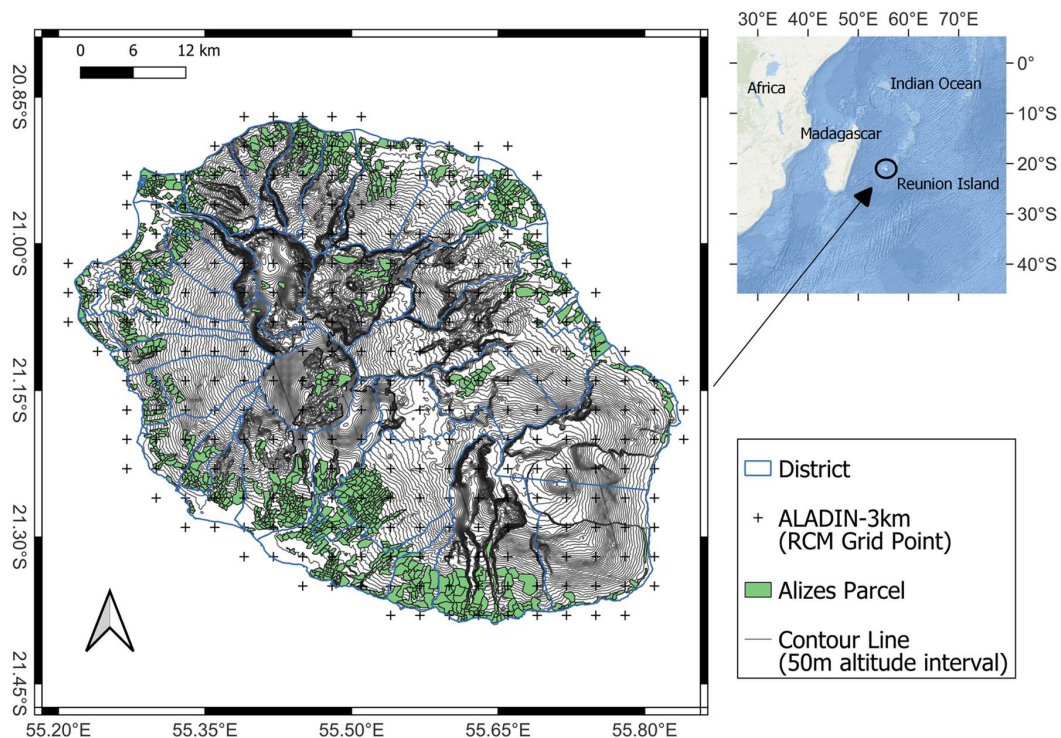 0 6 12 km
20.85°S
21.00°S
21.15°S
21.30°S
21.45°S
55.20°E 55.35°E 55.50°E 55.65°E 55.80°E
30°E 40°E 50°E 60°E 70°E
0°
10°S
20°S
30°S
40°S
Africa
Indian Ocean
Madagascar
Reunion Island
District
ALADIN-3km
(RCM Grid Point)
Alizes Parcel
Contour Line
(50m altitude interval)